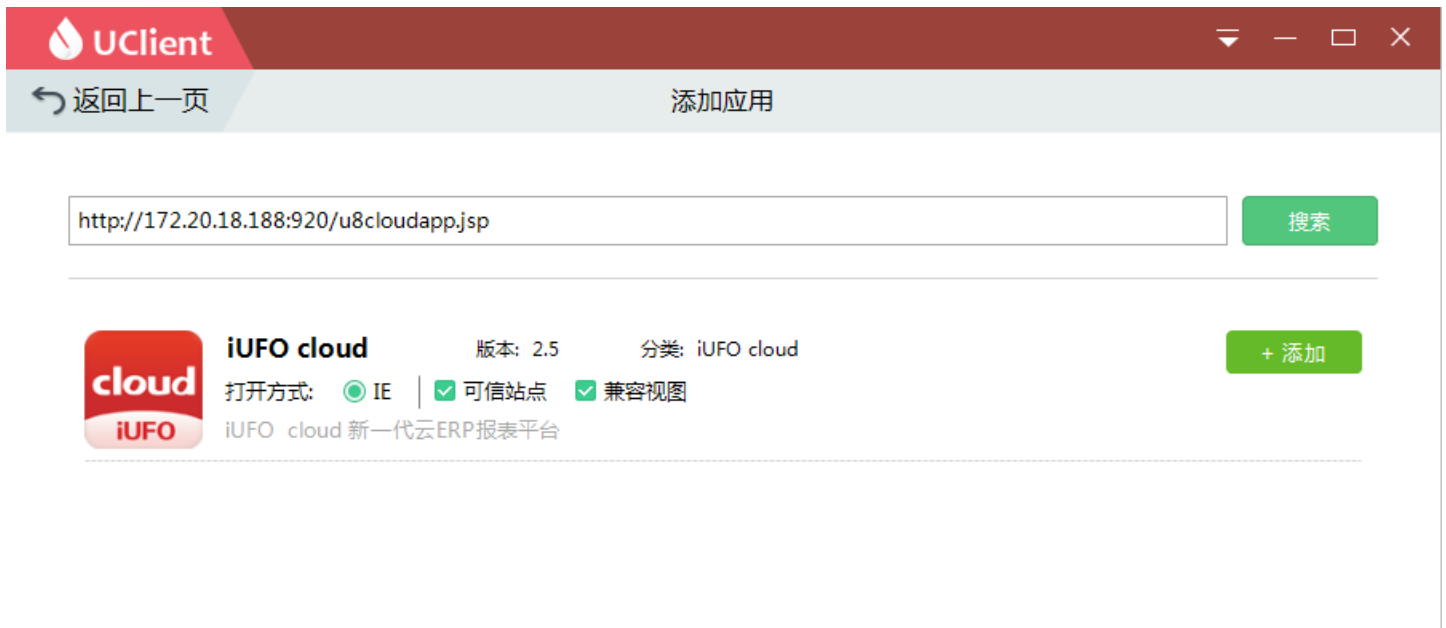 UClient
返回上一页 添加应用
http://172.20.18.188:920/u8cloudapp.jsp 搜索
iUFO cloud 版本: 2.5 分类: iUFO cloud + 添加
cloud 打开方式: IE 可信站点 兼容视图
iUFO iUFO cloud 新一代云ERP报表平台